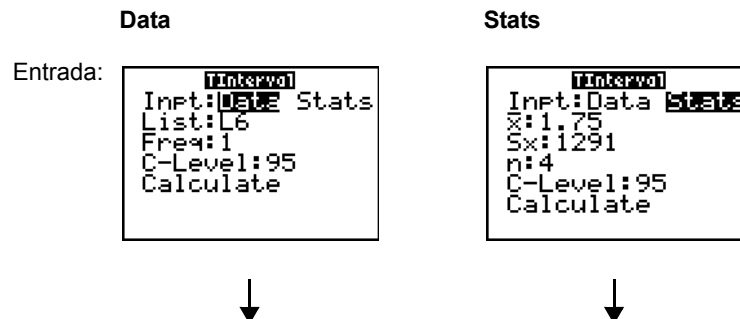 Data
Stats
Entrada:
TInterval
Inpt:Data Stats
List:L6
Freq:1
C-Level:95
Calculate
TInterval
Inpt:Data Stats
x̄:1.75
Sx:1291
n:4
C-Level:95
Calculate